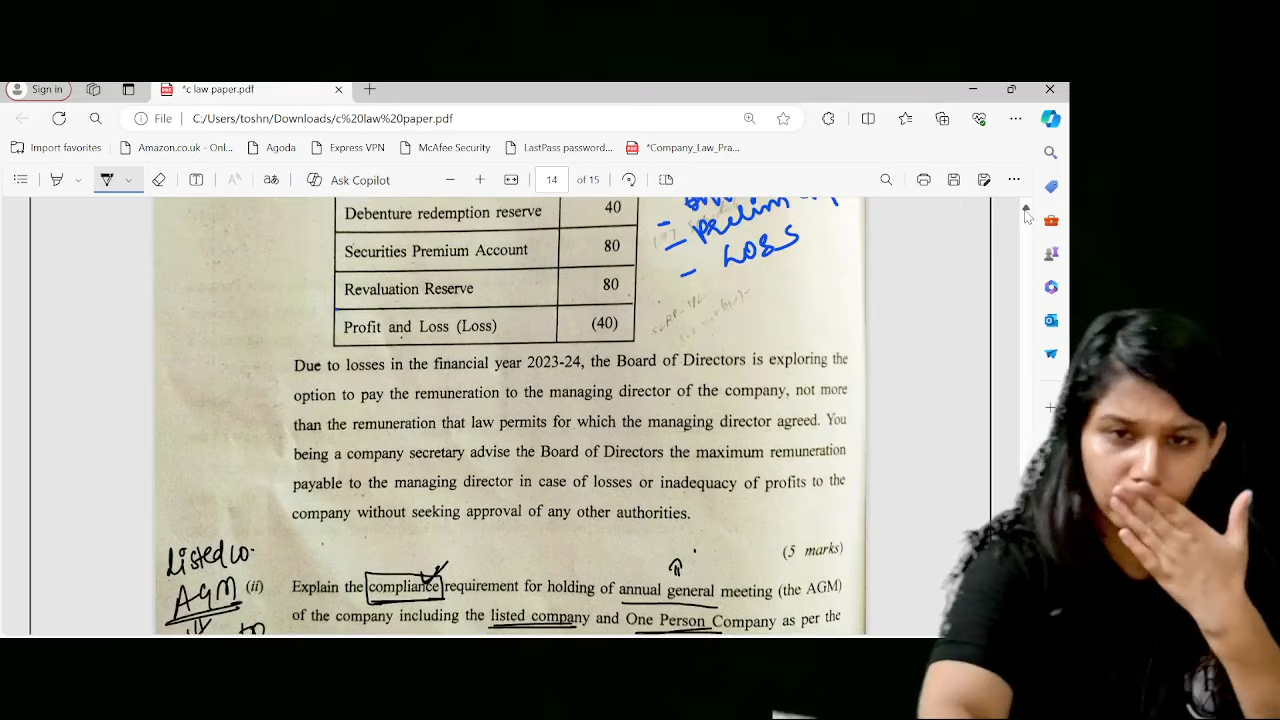 Sign in
*c law paper.pdf
File
C:/Users/toshn/Downloads/c%20law%20paper.pdf
Import favorites
Amazon.co.uk - Onl...
Agoda
Express VPN
McAfee Security
LastPass password...
*Company_Law_Pra...
Ask Copilot
14 of 15
Debenture redemption reserve 40
Securities Premium Account 80
Revaluation Reserve 80
Profit and Loss (Loss) (40)
- Prelim
- Loss
Due to losses in the financial year 2023-24, the Board of Directors is exploring the
option to pay the remuneration to the managing director of the company, not more
than the remuneration that law permits for which the managing director agreed. You
being a company secretary advise the Board of Directors the maximum remuneration
payable to the managing director in case of losses or inadequacy of profits to the
company without seeking approval of any other authorities.
(5 marks)
Listed co.
AGM
(ii) Explain the compliance requirement for holding of annual general meeting (the AGM)
of the company including the listed company and One Person Company as per the
to